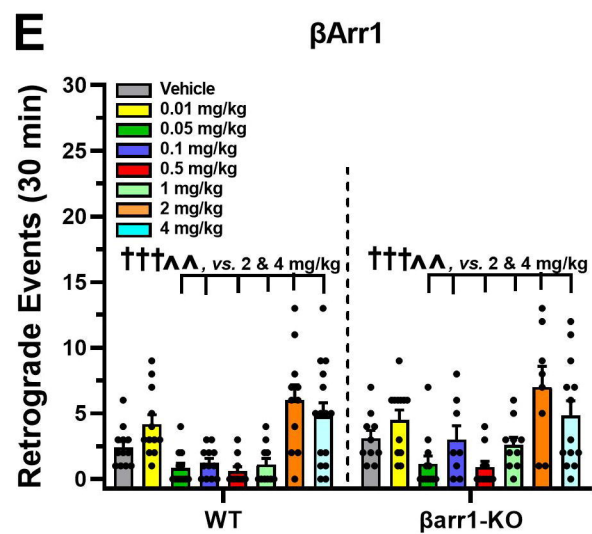 E
βArr1
Retrograde Events (30 min)
30
25
20
15
10
5
0
Vehicle
0.01 mg/kg
0.05 mg/kg
0.1 mg/kg
0.5 mg/kg
1 mg/kg
2 mg/kg
4 mg/kg
†††^^, vs. 2 & 4 mg/kg
†††^^, vs. 2 & 4 mg/kg
WT
βarr1-KO